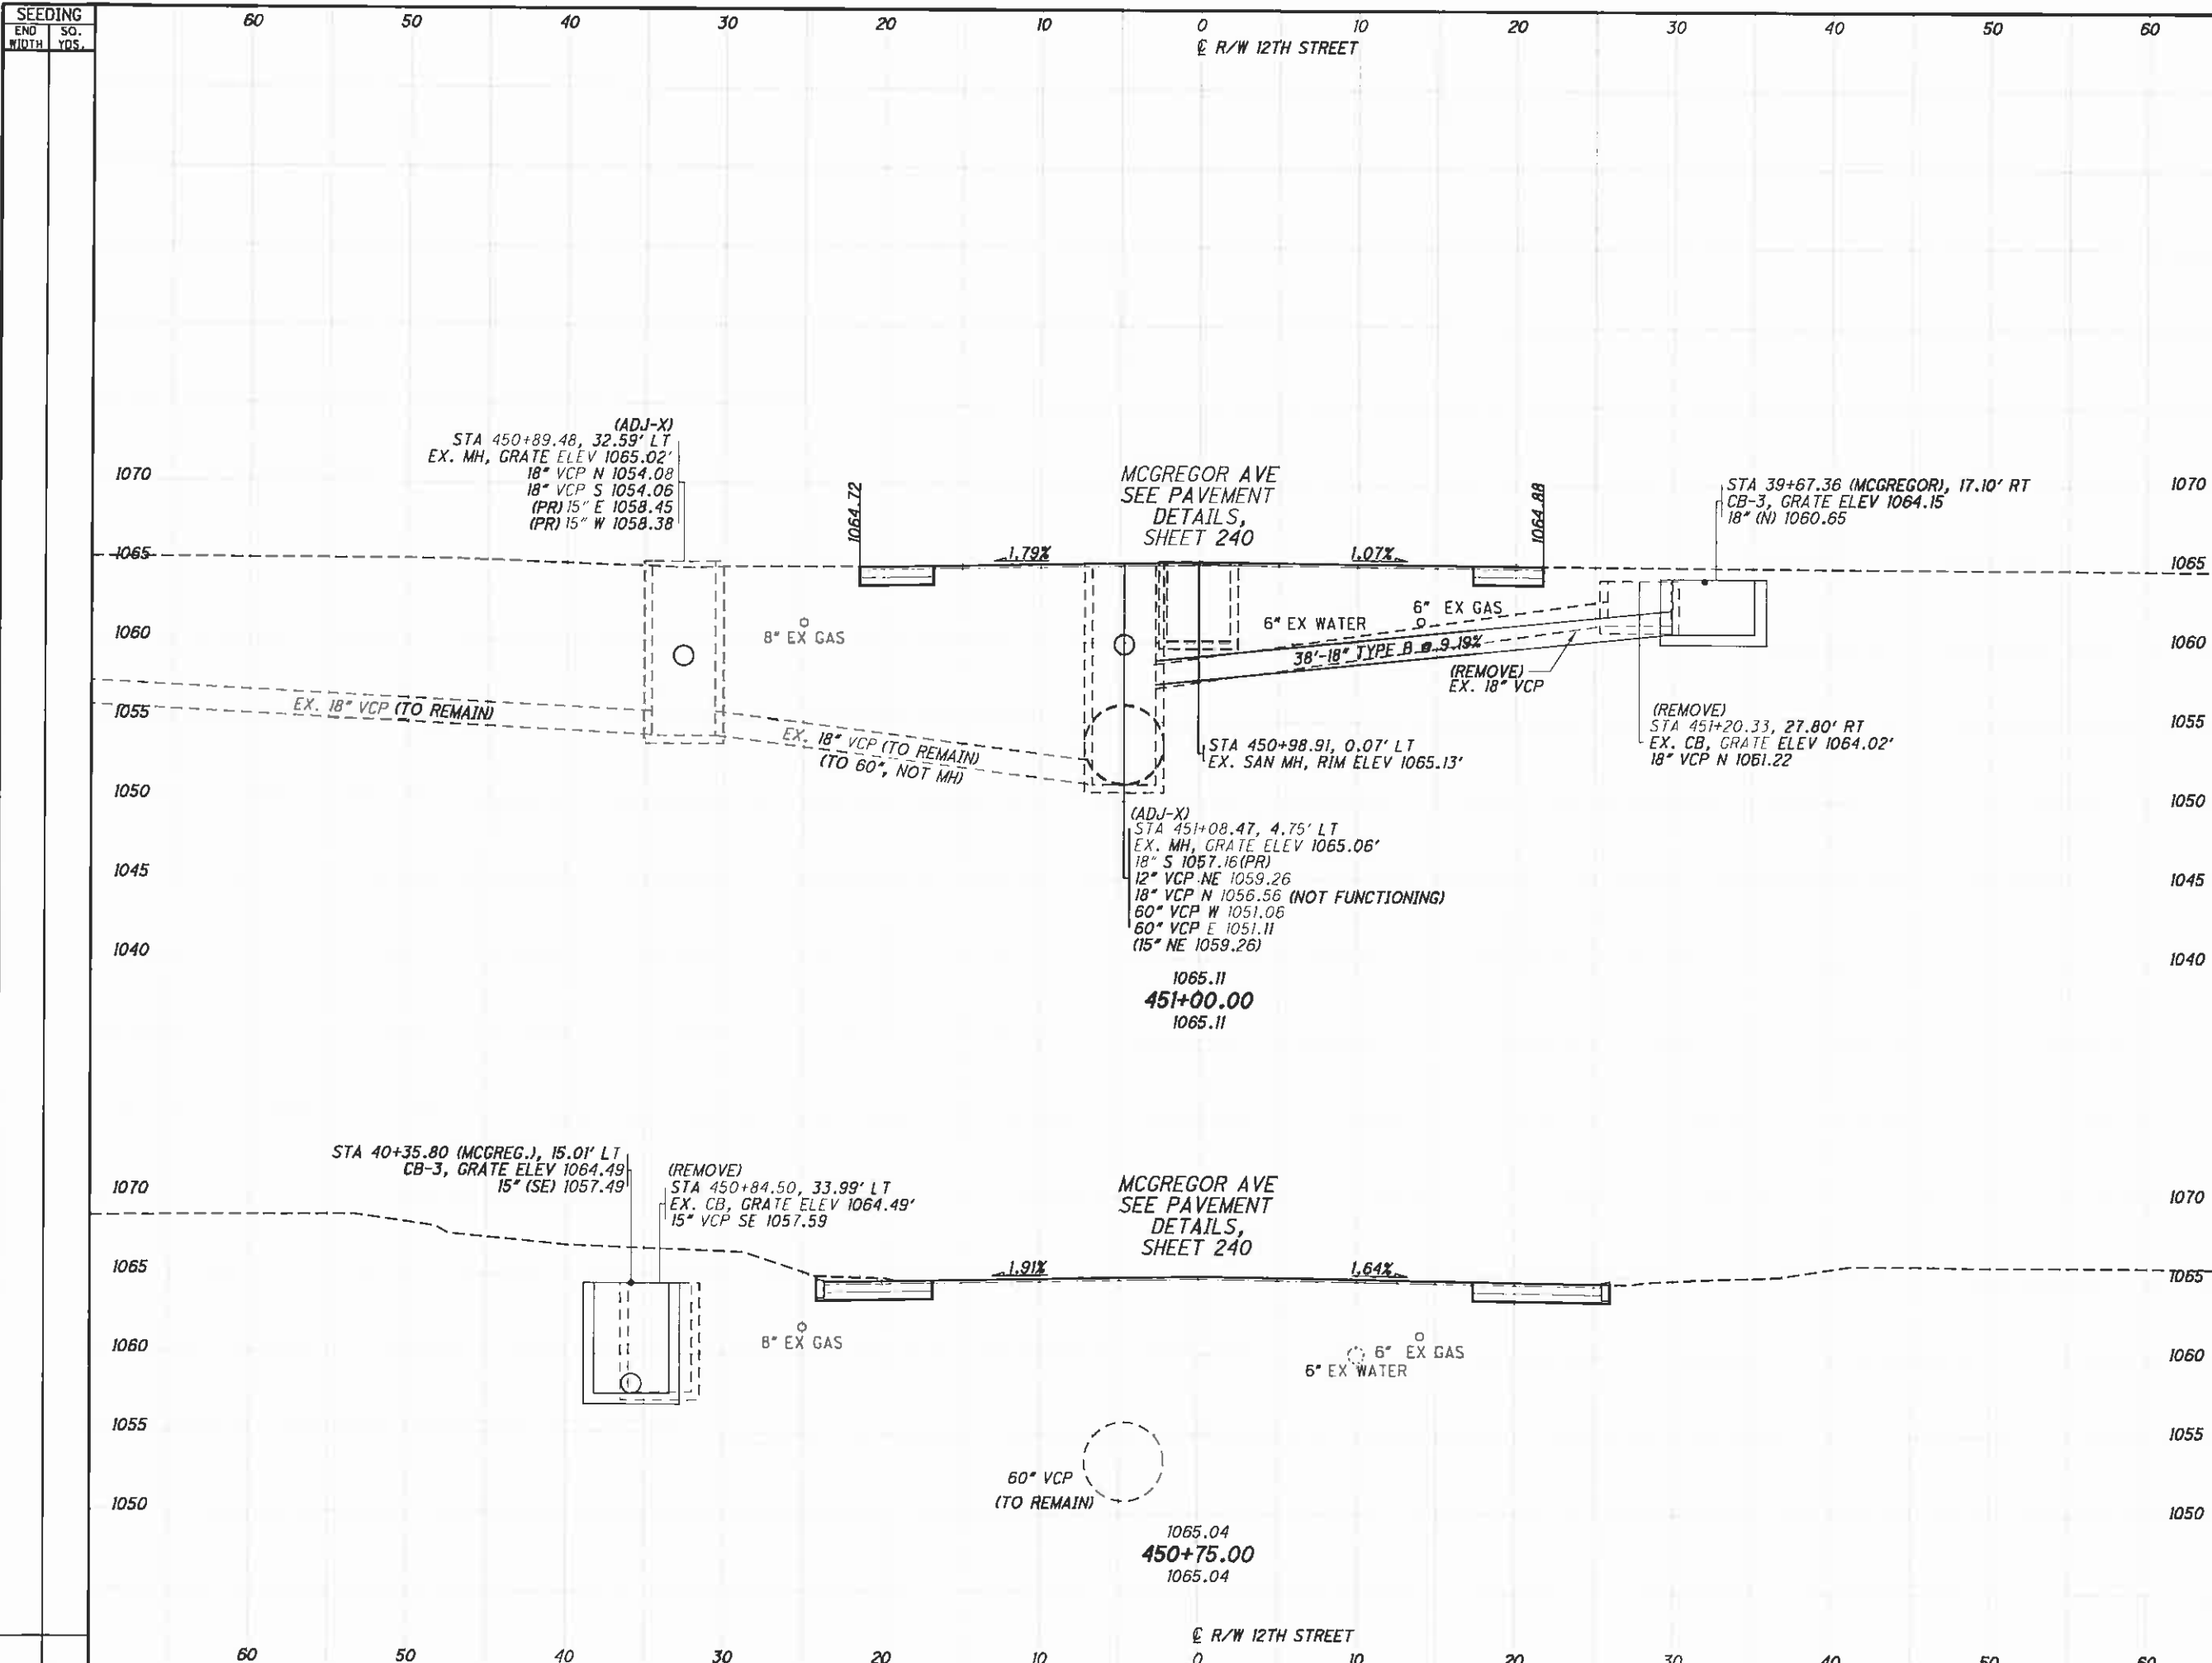 SEEDING
END WIDTH
SQ. YDS.
60 50 40 30 20 10 0 10 20 30 40 50 60
℄ R/W 12TH STREET
(ADJ-X)
STA 450+89.48, 32.59' LT
EX. MH, GRATE ELEV 1065.02'
18" VCP N 1054.08
18" VCP S 1054.06
(PR) 15" E 1058.45
(PR) 15" W 1058.38
1064.72
MCGREGOR AVE
SEE PAVEMENT
DETAILS,
SHEET 240
1064.88
STA 39+67.36 (MCGREGOR), 17.10' RT
CB-3, GRATE ELEV 1064.15
18" (N) 1060.65
1070 1070
1065 1.79% 1.07% 1065
8" EX GAS
6" EX WATER
6" EX GAS
1060 1060
38'-18" TYPE B @ 9.19%
(REMOVE)
EX. 18" VCP
EX. 18" VCP (TO REMAIN)
EX. 18" VCP (TO REMAIN)
(TO 60", NOT MH)
1055 1055
(REMOVE)
STA 451+20.33, 27.80' RT
EX. CB, GRATE ELEV 1064.02'
18" VCP N 1061.22
STA 450+98.91, 0.07' LT
EX. SAN MH, RIM ELEV 1065.13'
1050 1050
(ADJ-X)
STA 451+08.47, 4.75' LT
EX. MH, GRATE ELEV 1065.06'
18" S 1057.16(PR)
12" VCP NE 1059.26
18" VCP N 1056.56 (NOT FUNCTIONING)
60" VCP W 1051.06
60" VCP E 1051.11
(15" NE 1059.26)
1045 1045
1040 1040
1065.11
451+00.00
1065.11
STA 40+35.80 (MCGREG.), 15.01' LT
CB-3, GRATE ELEV 1064.49
15" (SE) 1057.49
(REMOVE)
STA 450+84.50, 33.99' LT
EX. CB, GRATE ELEV 1064.49'
15" VCP SE 1057.59
MCGREGOR AVE
SEE PAVEMENT
DETAILS,
SHEET 240
1070 1070
1065 1.91% 1.64% 1065
8" EX GAS
6" EX GAS
6" EX WATER
1060 1060
1055 1055
60" VCP
(TO REMAIN)
1050 1050
1065.04
450+75.00
1065.04
℄ R/W 12TH STREET
60 50 40 30 20 10 0 10 20 30 40 50 60